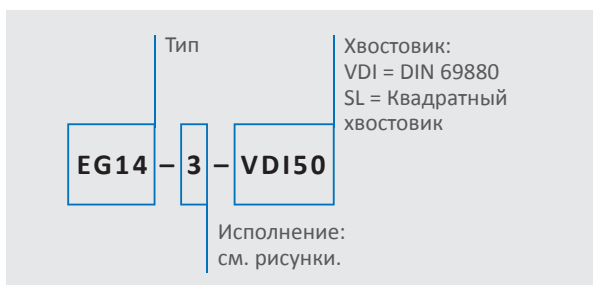 Тип
Хвостовик:
VDI = DIN 69880
SL = Квадратный
хвостовик
EG14 – 3 – VDI50
Исполнение:
см. рисунки.